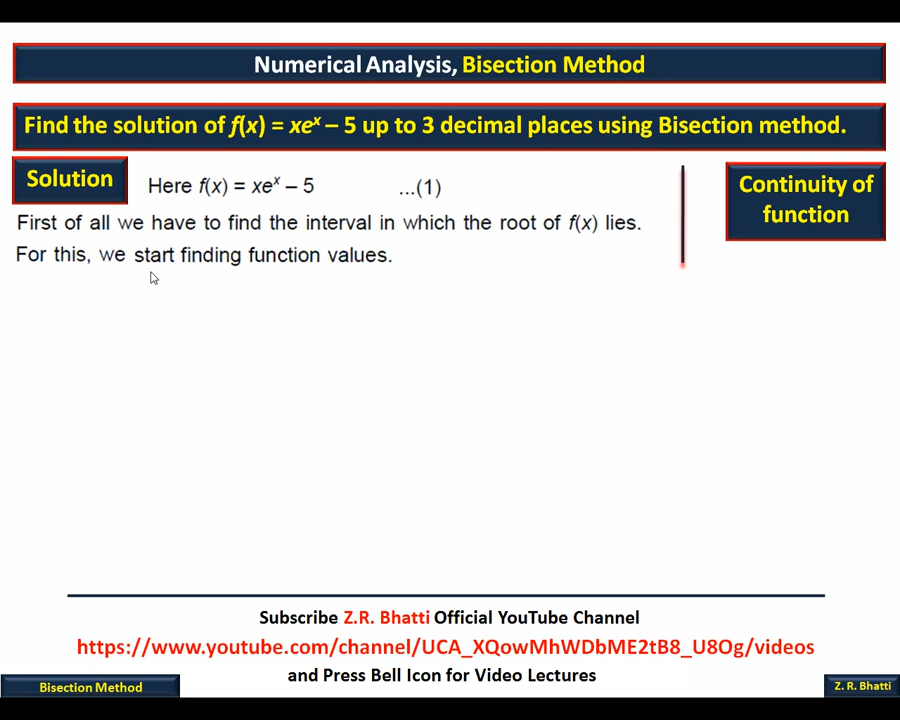 Numerical Analysis, Bisection Method
Find the solution of f(x) = xeˣ – 5 up to 3 decimal places using Bisection method.
Solution
Here f(x) = xeˣ – 5 ...(1)
First of all we have to find the interval in which the root of f(x) lies.
For this, we start finding function values.
Continuity of
function
Subscribe Z.R. Bhatti Official YouTube Channel
https://www.youtube.com/channel/UCA_XQowMhWDbME2tB8_U8Og/videos
and Press Bell Icon for Video Lectures
Bisection Method
Z. R. Bhatti